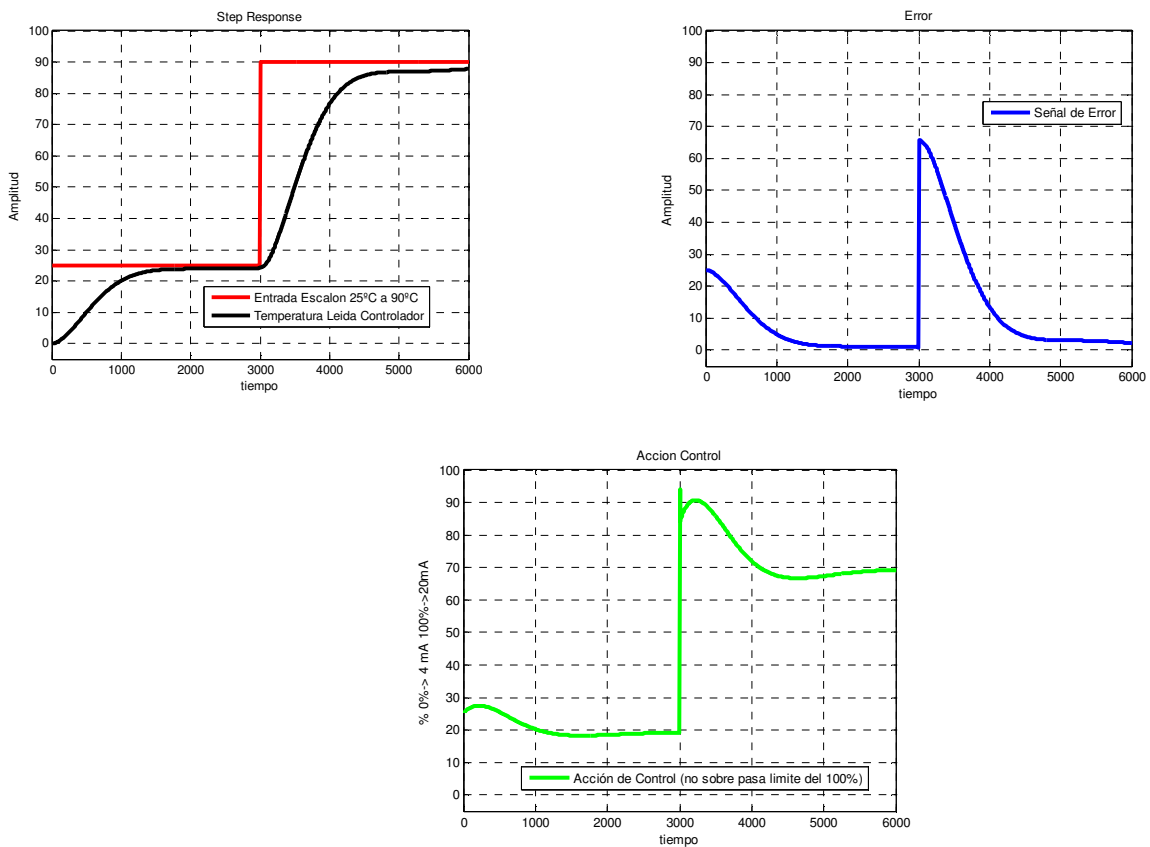 Step Response
100
90
80
70
60
50
40
30
20
10
0
Amplitud
0 1000 2000 3000 4000 5000 6000
tiempo
Entrada Escalon 25ºC a 90ºC
Temperatura Leida Controlador
Error
100
90
80
70
60
50
40
30
20
10
0
Amplitud
0 1000 2000 3000 4000 5000 6000
tiempo
Señal de Error
Accion Control
100
90
80
70
60
50
40
30
20
10
0
% 0%-> 4 mA 100%->20mA
0 1000 2000 3000 4000 5000 6000
tiempo
Acción de Control (no sobre pasa limite del 100%)